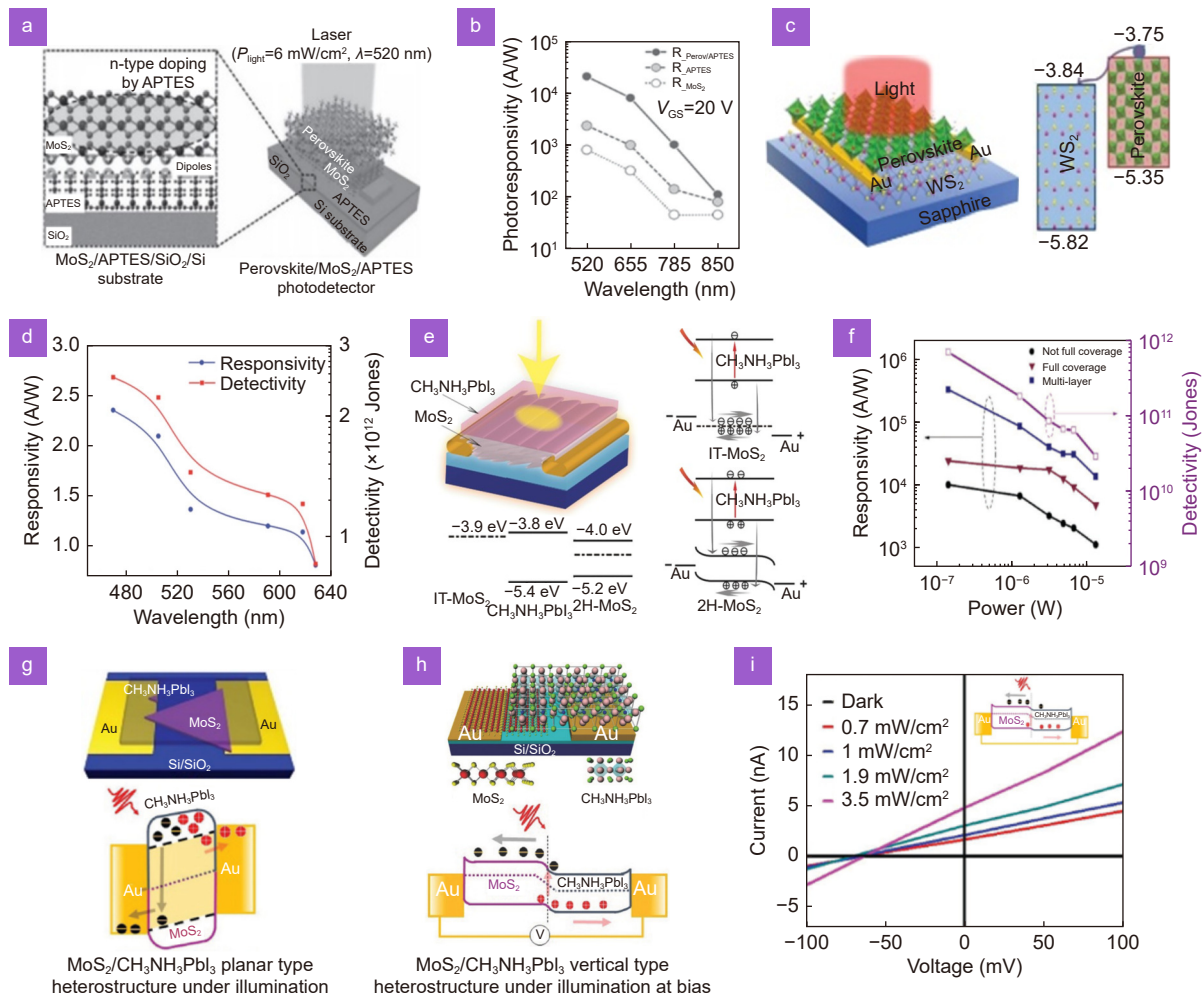 a
Laser
(P_light=6 mW/cm², λ=520 nm)
n-type doping
by APTES
MoS₂
Dipoles
APTES
SiO₂
MoS₂/APTES/SiO₂/Si
substrate
Perovskite
MoS₂
SiO₂
APTES
Si substrate
Perovskite/MoS₂/APTES
photodetector
b
Photoresponsivity (A/W)
10⁵
10⁴
10³
10²
10¹
R_Perov/APTES
R_APTES
R_MoS₂
V_GS=20 V
520 655 785 850
Wavelength (nm)
c
Light
Perovskite
Au
Au
WS₂
Sapphire
−3.75
−3.84
WS₂
Perovskite
−5.35
−5.82
d
Responsivity (A/W)
3.0
2.5
2.0
1.5
1.0
Responsivity
Detectivity
3
2
1
Detectivity (×10¹² Jones)
480 520 560 600 640
Wavelength (nm)
e
CH₃NH₃PbI₃
MoS₂
−3.9 eV −3.8 eV −4.0 eV
−5.4 eV −5.2 eV
IT-MoS₂ CH₃NH₃PbI₃ 2H-MoS₂
CH₃NH₃PbI₃
Au
Au
IT-MoS₂
CH₃NH₃PbI₃
Au
Au
2H-MoS₂
f
Responsivity (A/W)
10⁶
10⁵
10⁴
10³
Not full coverage
Full coverage
Multi-layer
10¹²
10¹¹
10¹⁰
10⁹
Detectivity (Jones)
10⁻⁷ 10⁻⁶ 10⁻⁵
Power (W)
g
CH₃NH₃PbI₃
Au
MoS₂
Au
Si/SiO₂
CH₃NH₃PbI₃
Au
Au
MoS₂
MoS₂/CH₃NH₃PbI₃ planar type
heterostructure under illumination
h
Au
Au
Si/SiO₂
MoS₂
CH₃NH₃PbI₃
Au
MoS₂
CH₃NH₃PbI₃
Au
V
MoS₂/CH₃NH₃PbI₃ vertical type
heterostructure under illumination at bias
i
Current (nA)
15
10
5
0
−5
Dark
0.7 mW/cm²
1 mW/cm²
1.9 mW/cm²
3.5 mW/cm²
Au
MoS₂
CH₃NH₃PbI₃
Au
−100 −50 0 50 100
Voltage (mV)